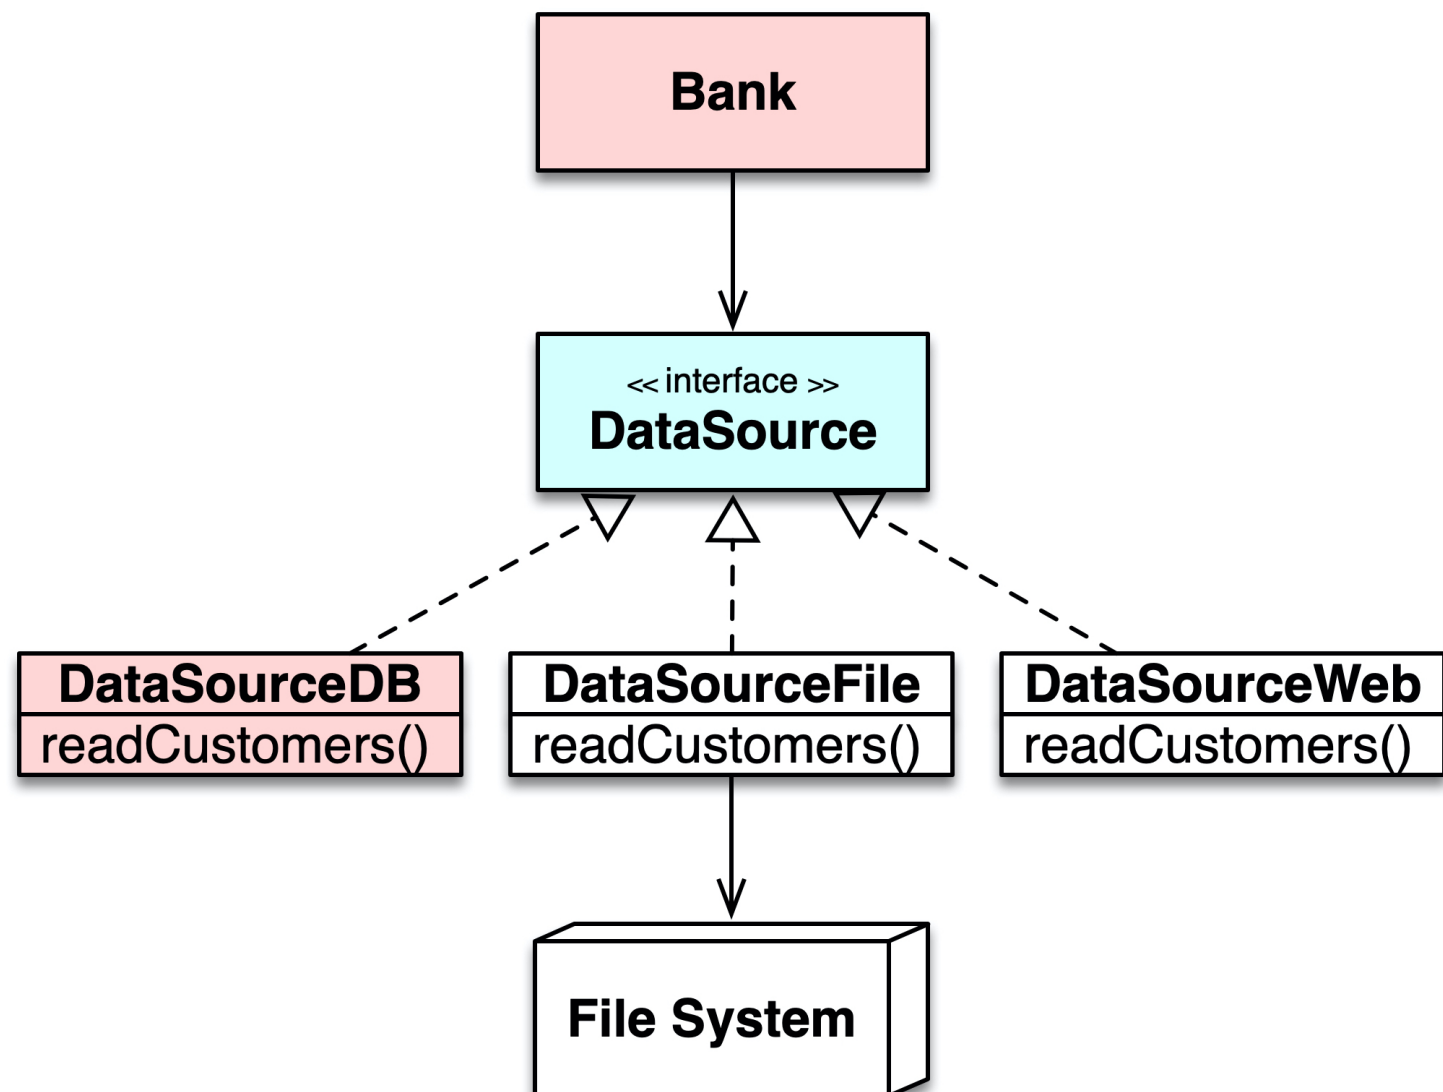 Bank
<< interface >>
DataSource
DataSourceDB
readCustomers()
DataSourceFile
readCustomers()
DataSourceWeb
readCustomers()
File System